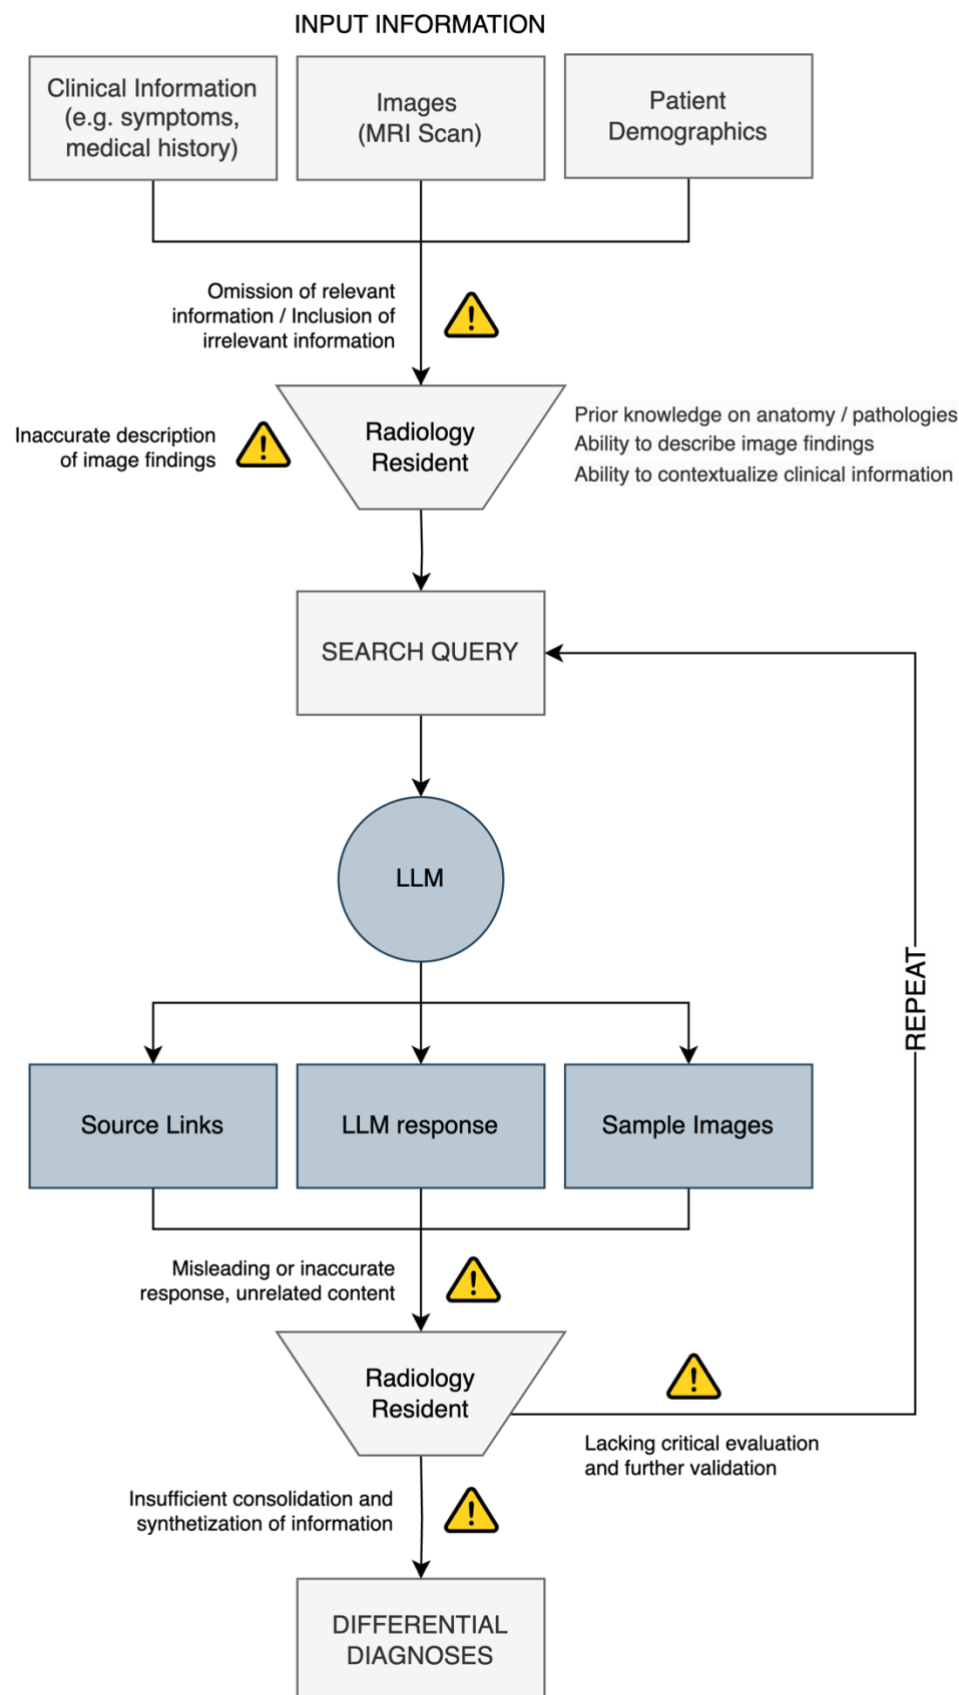 INPUT INFORMATION
Clinical Information
(e.g. symptoms,
medical history)
Images
(MRI Scan)
Patient
Demographics
Omission of relevant
information / Inclusion of
irrelevant information
Inaccurate description
of image findings
Radiology
Resident
Prior knowledge on anatomy / pathologies
Ability to describe image findings
Ability to contextualize clinical information
SEARCH QUERY
LLM
REPEAT
Source Links
LLM response
Sample Images
Misleading or inaccurate
response, unrelated content
Radiology
Resident
Lacking critical evaluation
and further validation
Insufficient consolidation and
synthetization of information
DIFFERENTIAL
DIAGNOSES